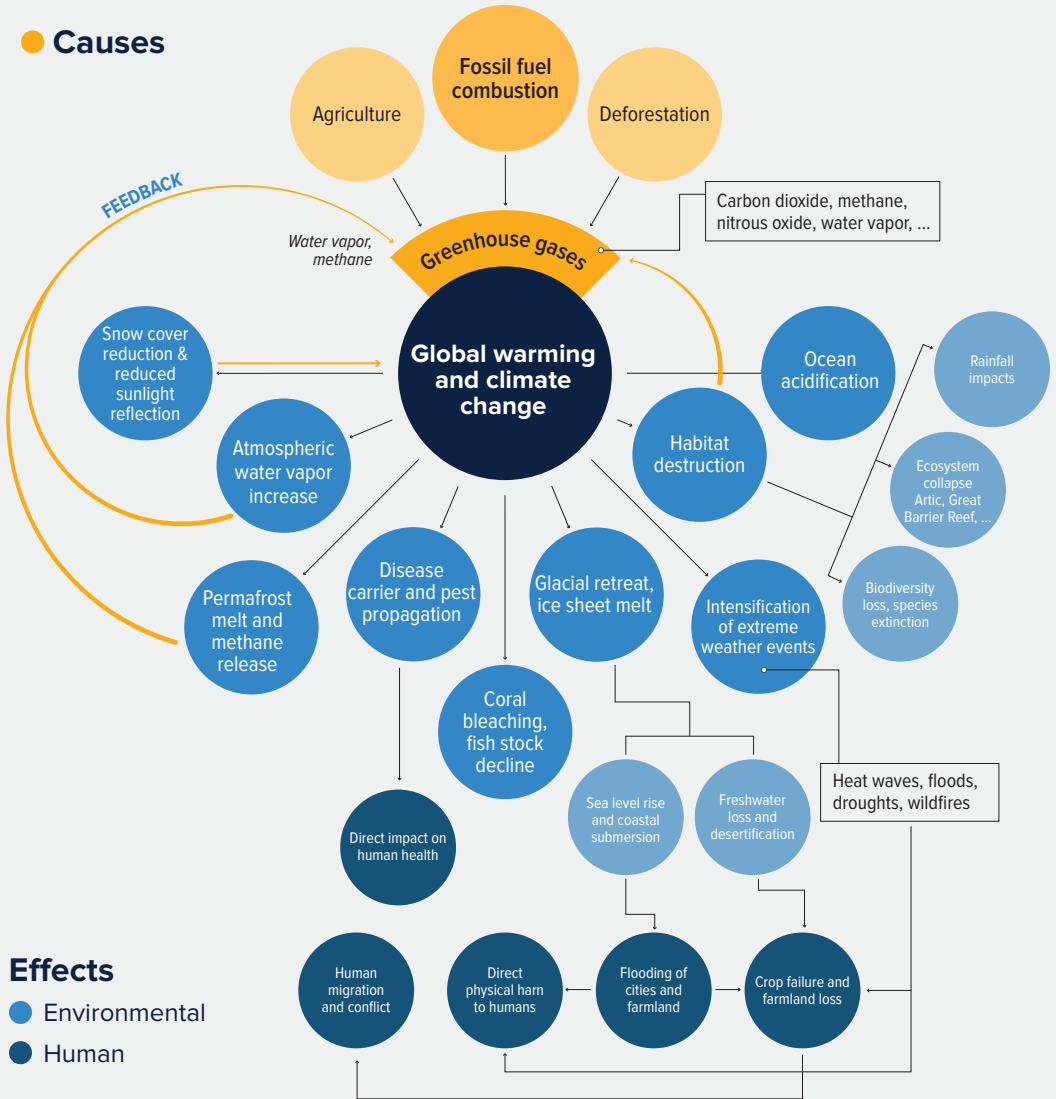 Causes
Fossil fuel
combustion
Agriculture
Deforestation
FEEDBACK
Carbon dioxide, methane,
nitrous oxide, water vapor, ...
Water vapor,
methane
Greenhouse gases
Snow cover
reduction &
reduced
sunlight
reflection
Global warming
and climate
change
Ocean
acidification
Rainfall
impacts
Atmospheric
water vapor
increase
Habitat
destruction
Ecosystem
collapse
Artic, Great
Barrier Reef, ...
Permafrost
melt and
methane
release
Disease
carrier and pest
propagation
Glacial retreat,
ice sheet melt
Intensification
of extreme
weather events
Biodiversity
loss, species
extinction
Coral
bleaching,
fish stock
decline
Heat waves, floods,
droughts, wildfires
Sea level rise
and coastal
submersion
Freshwater
loss and
desertification
Direct impact on
human health
Effects
Environmental
Human
Human
migration
and conflict
Direct
physical harn
to humans
Flooding of
cities and
farmland
Crop failure and
farmland loss